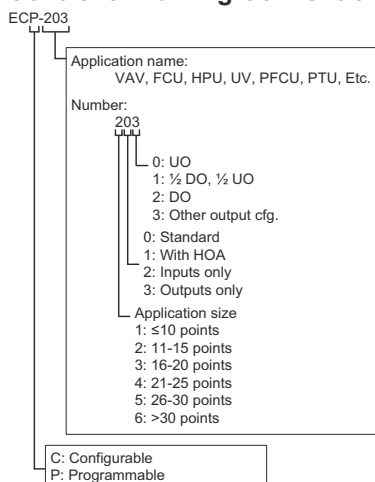 ECP-203
Application name:
VAV, FCU, HPU, UV, PFCU, PTU, Etc.
Number:
203
0: UO
1: ½ DO, ½ UO
2: DO
3: Other output cfg.
0: Standard
1: With HOA
2: Inputs only
3: Outputs only
Application size
1: ≤10 points
2: 11-15 points
3: 16-20 points
4: 21-25 points
5: 26-30 points
6: >30 points
C: Configurable
P: Programmable